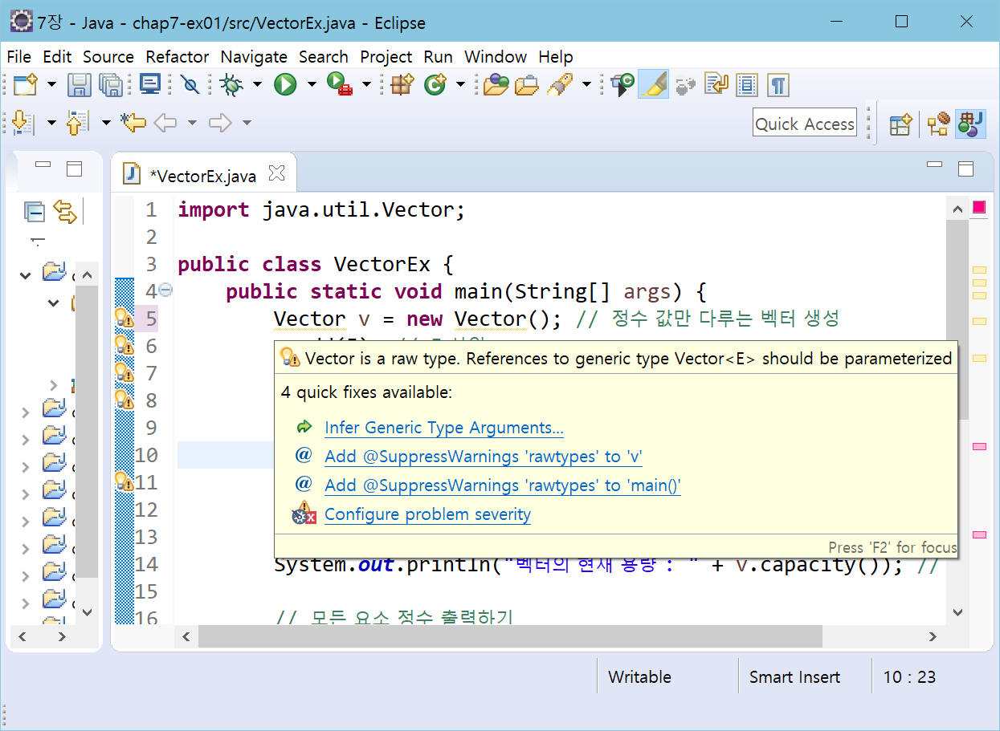 7장 - Java - chap7-ex01/src/VectorEx.java - Eclipse
File Edit Source Refactor Navigate Search Project Run Window Help
Quick Access
*VectorEx.java
1 import java.util.Vector;
2
3 public class VectorEx {
4 public static void main(String[] args) {
5 Vector v = new Vector(); // 정수 값만 다루는 벡터 생성
6
7
8
9
10
11
12
13
14 System.out.println("벡터의 현재 용량 : " + v.capacity()); //
15
16 // 모든 요소 정수 출력하기
Vector is a raw type. References to generic type Vector<E> should be parameterized
4 quick fixes available:
Infer Generic Type Arguments...
Add @SuppressWarnings 'rawtypes' to 'v'
Add @SuppressWarnings 'rawtypes' to 'main()'
Configure problem severity
Press 'F2' for focus
Writable
Smart Insert
10 : 23